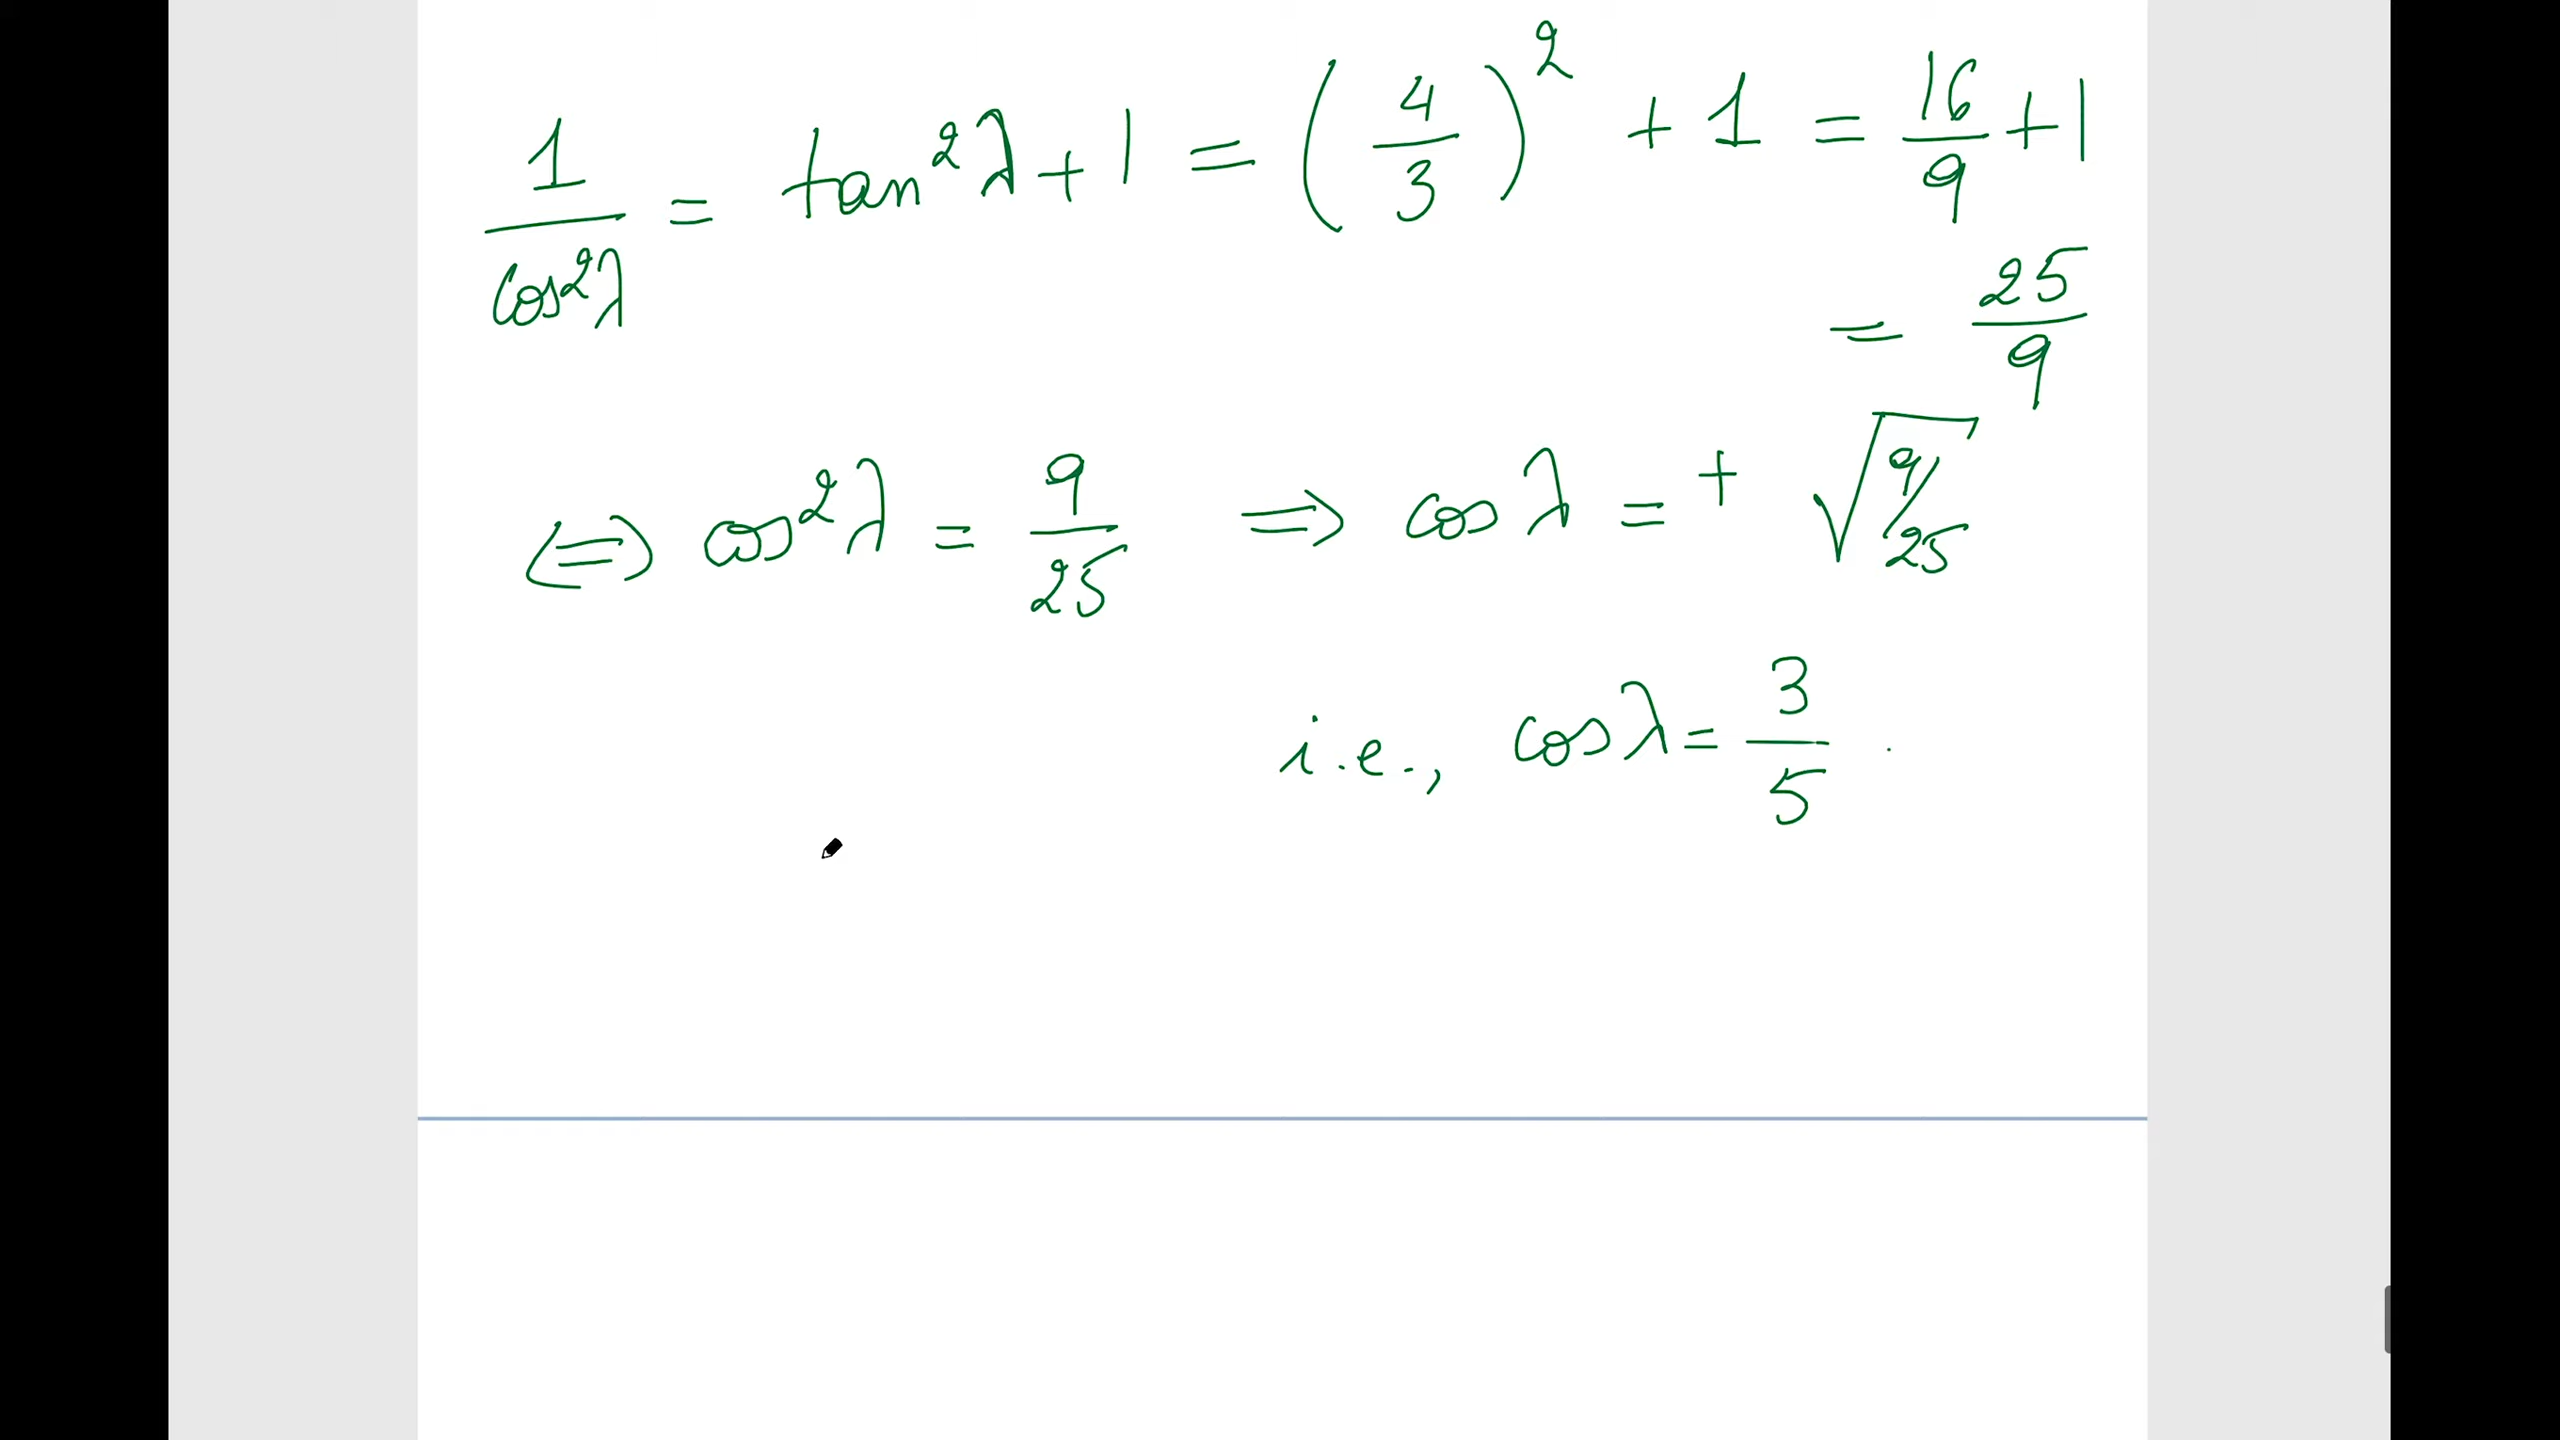 1/cos²λ = tan²λ + 1 = (4/3)² + 1 = 16/9 + 1
= 25/9
⇔ cos²λ = 9/25 ⇒ cos λ = + √(9/25)
i.e., cos λ = 3/5 .